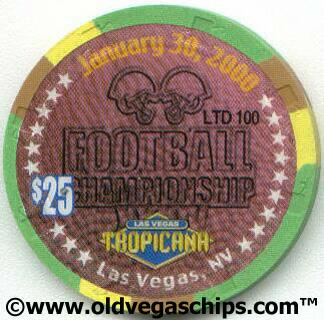 January 30, 2000
LTD 100
FOOTBALL
CHAMPIONSHIP
$25
LAS VEGAS
TROPICANA
Las Vegas, NV
©www.oldvegaschips.com™